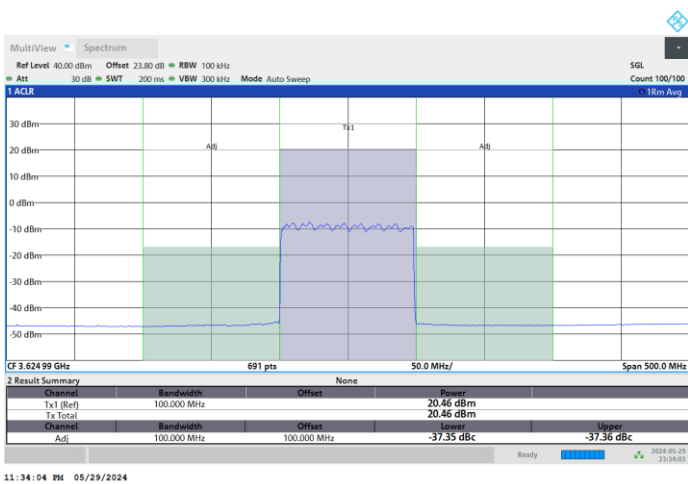 MultiView Spectrum
Ref Level 40.00 dBm Offset 23.80 dB RBW 100 kHz SGL
Att 30 dB SWT 200 ms VBW 300 kHz Mode Auto Sweep Count 100/100
1 ACLR 1Rm Avg
30 dBm
Tx1
20 dBm Adj Adj
10 dBm
0 dBm
-10 dBm
-20 dBm
-30 dBm
-40 dBm
-50 dBm
CF 3.62499 GHz 691 pts 50.0 MHz/ Span 500.0 MHz
2 Result Summary None
Channel Bandwidth Offset Power
Tx1 (Ref) 100.000 MHz 20.46 dBm
Tx Total 20.46 dBm
Channel Bandwidth Offset Lower Upper
Adj 100.000 MHz 100.000 MHz -37.35 dBc -37.36 dBc
Ready 2024-05-29
23:34:03
11:34:04 PM 05/29/2024